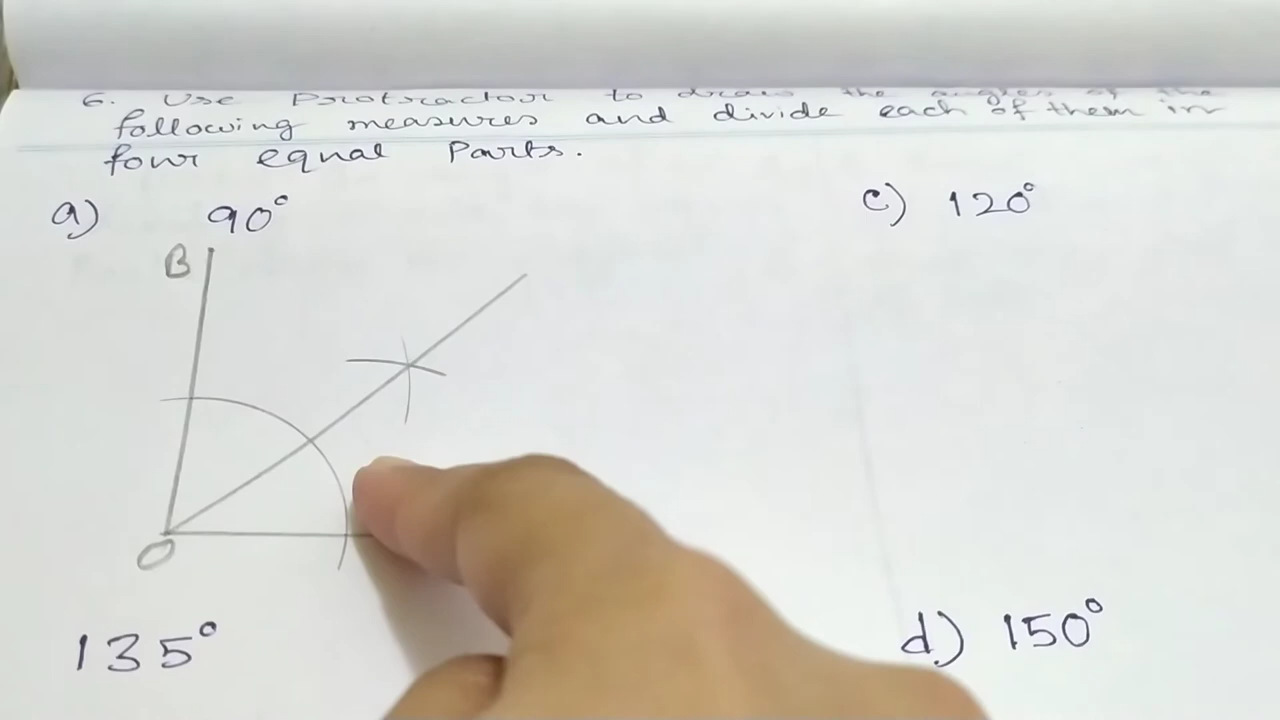 6. Use Protractor to draw the angles of the
following measures and divide each of them in
four equal Parts.
a) 90°
c) 120°
B
O
135°
d) 150°